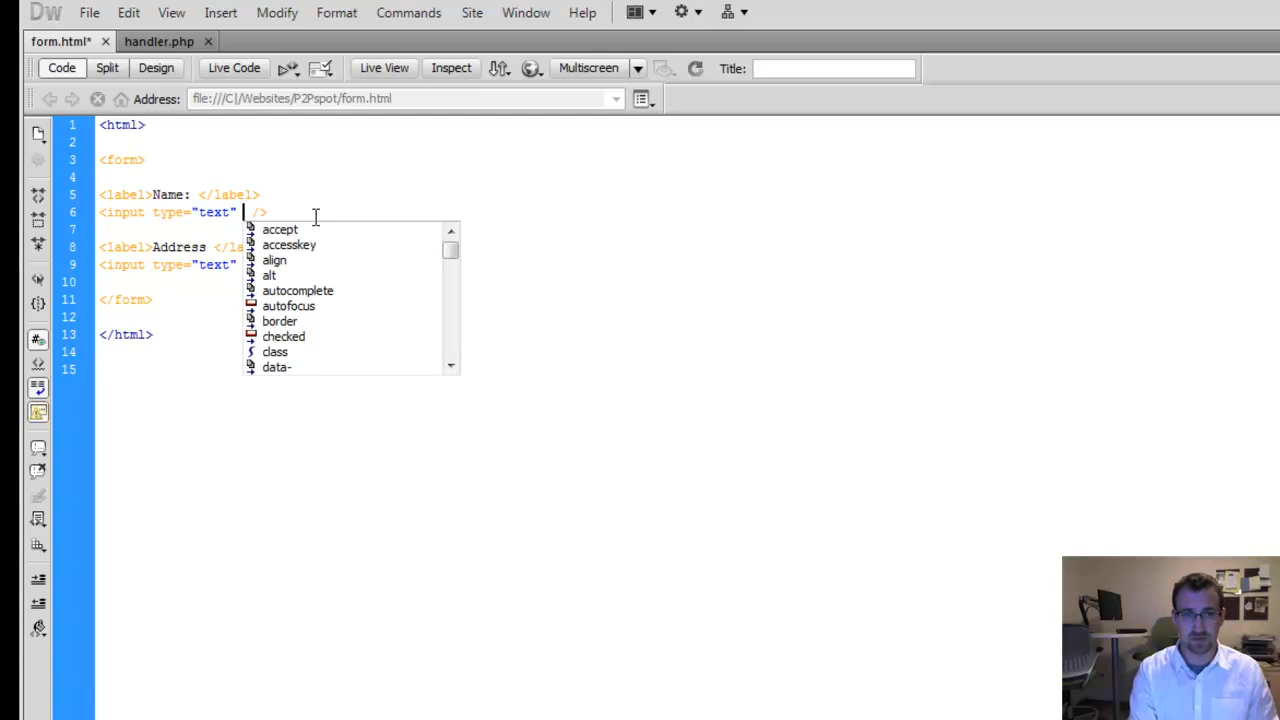 Dw File Edit View Insert Modify Format Commands Site Window Help
form.html* handler.php
Code Split Design Live Code Live View Inspect Multiscreen Title:
Address: file:///C|/Websites/P2Pspot/form.html
1 <html>
2
3 <form>
4
5 <label>Name: </label>
6 <input type="text" />
7
8 <label>Address </la
9 <input type="text"
10
11 </form>
12
13 </html>
14
15
accept
accesskey
align
alt
autocomplete
autofocus
border
checked
class
data-